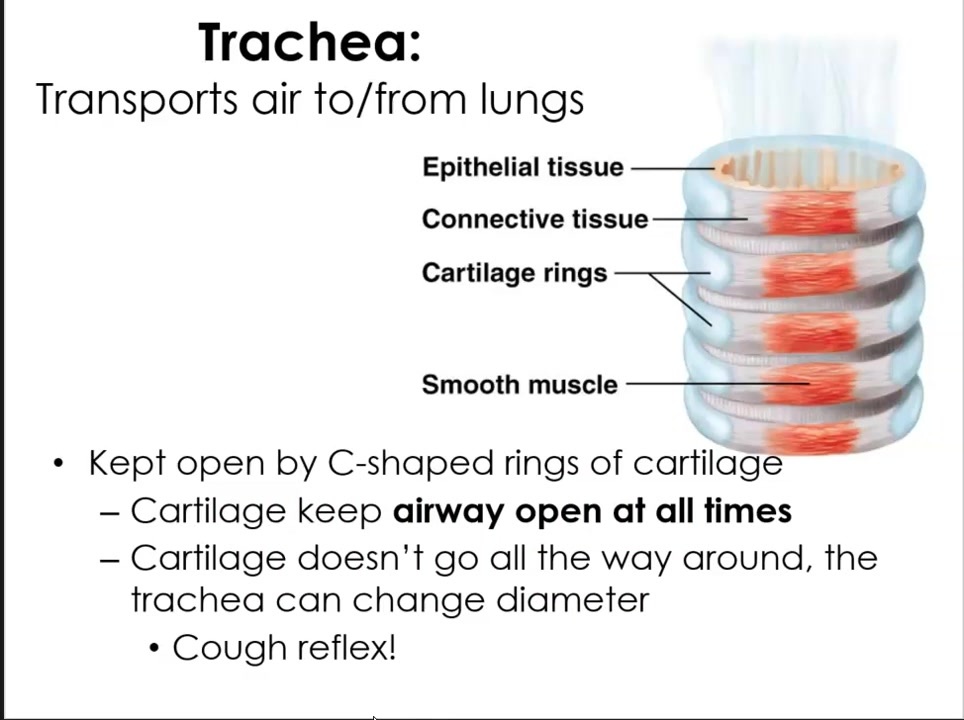 Trachea:
Transports air to/from lungs
Epithelial tissue
Connective tissue
Cartilage rings
Smooth muscle
• Kept open by C-shaped rings of cartilage
– Cartilage keep airway open at all times
– Cartilage doesn’t go all the way around, the
trachea can change diameter
• Cough reflex!